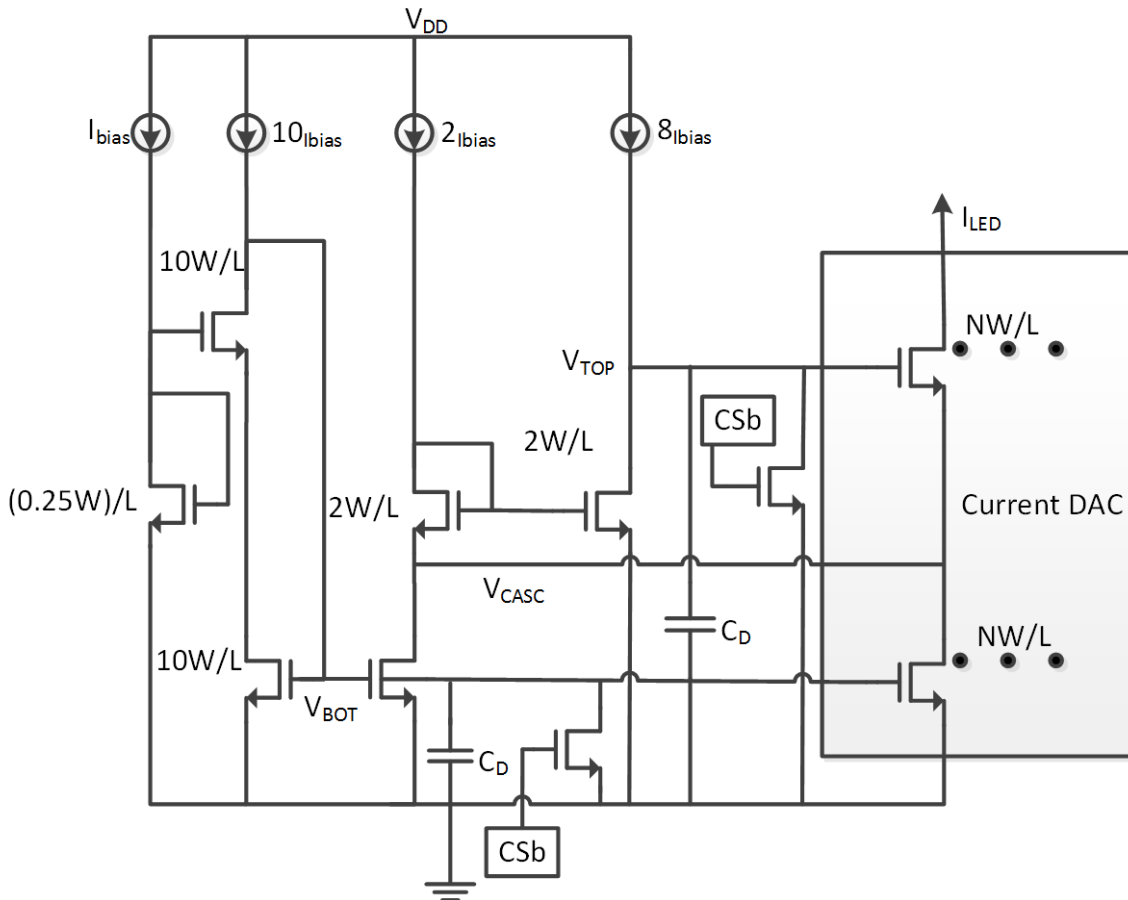 VDD
Ibias
10Ibias
2Ibias
8Ibias
ILED
10W/L
NW/L
VTOP
CSb
2W/L
(0.25W)/L
2W/L
Current DAC
VCASC
CD
NW/L
10W/L
VBOT
CD
CSb